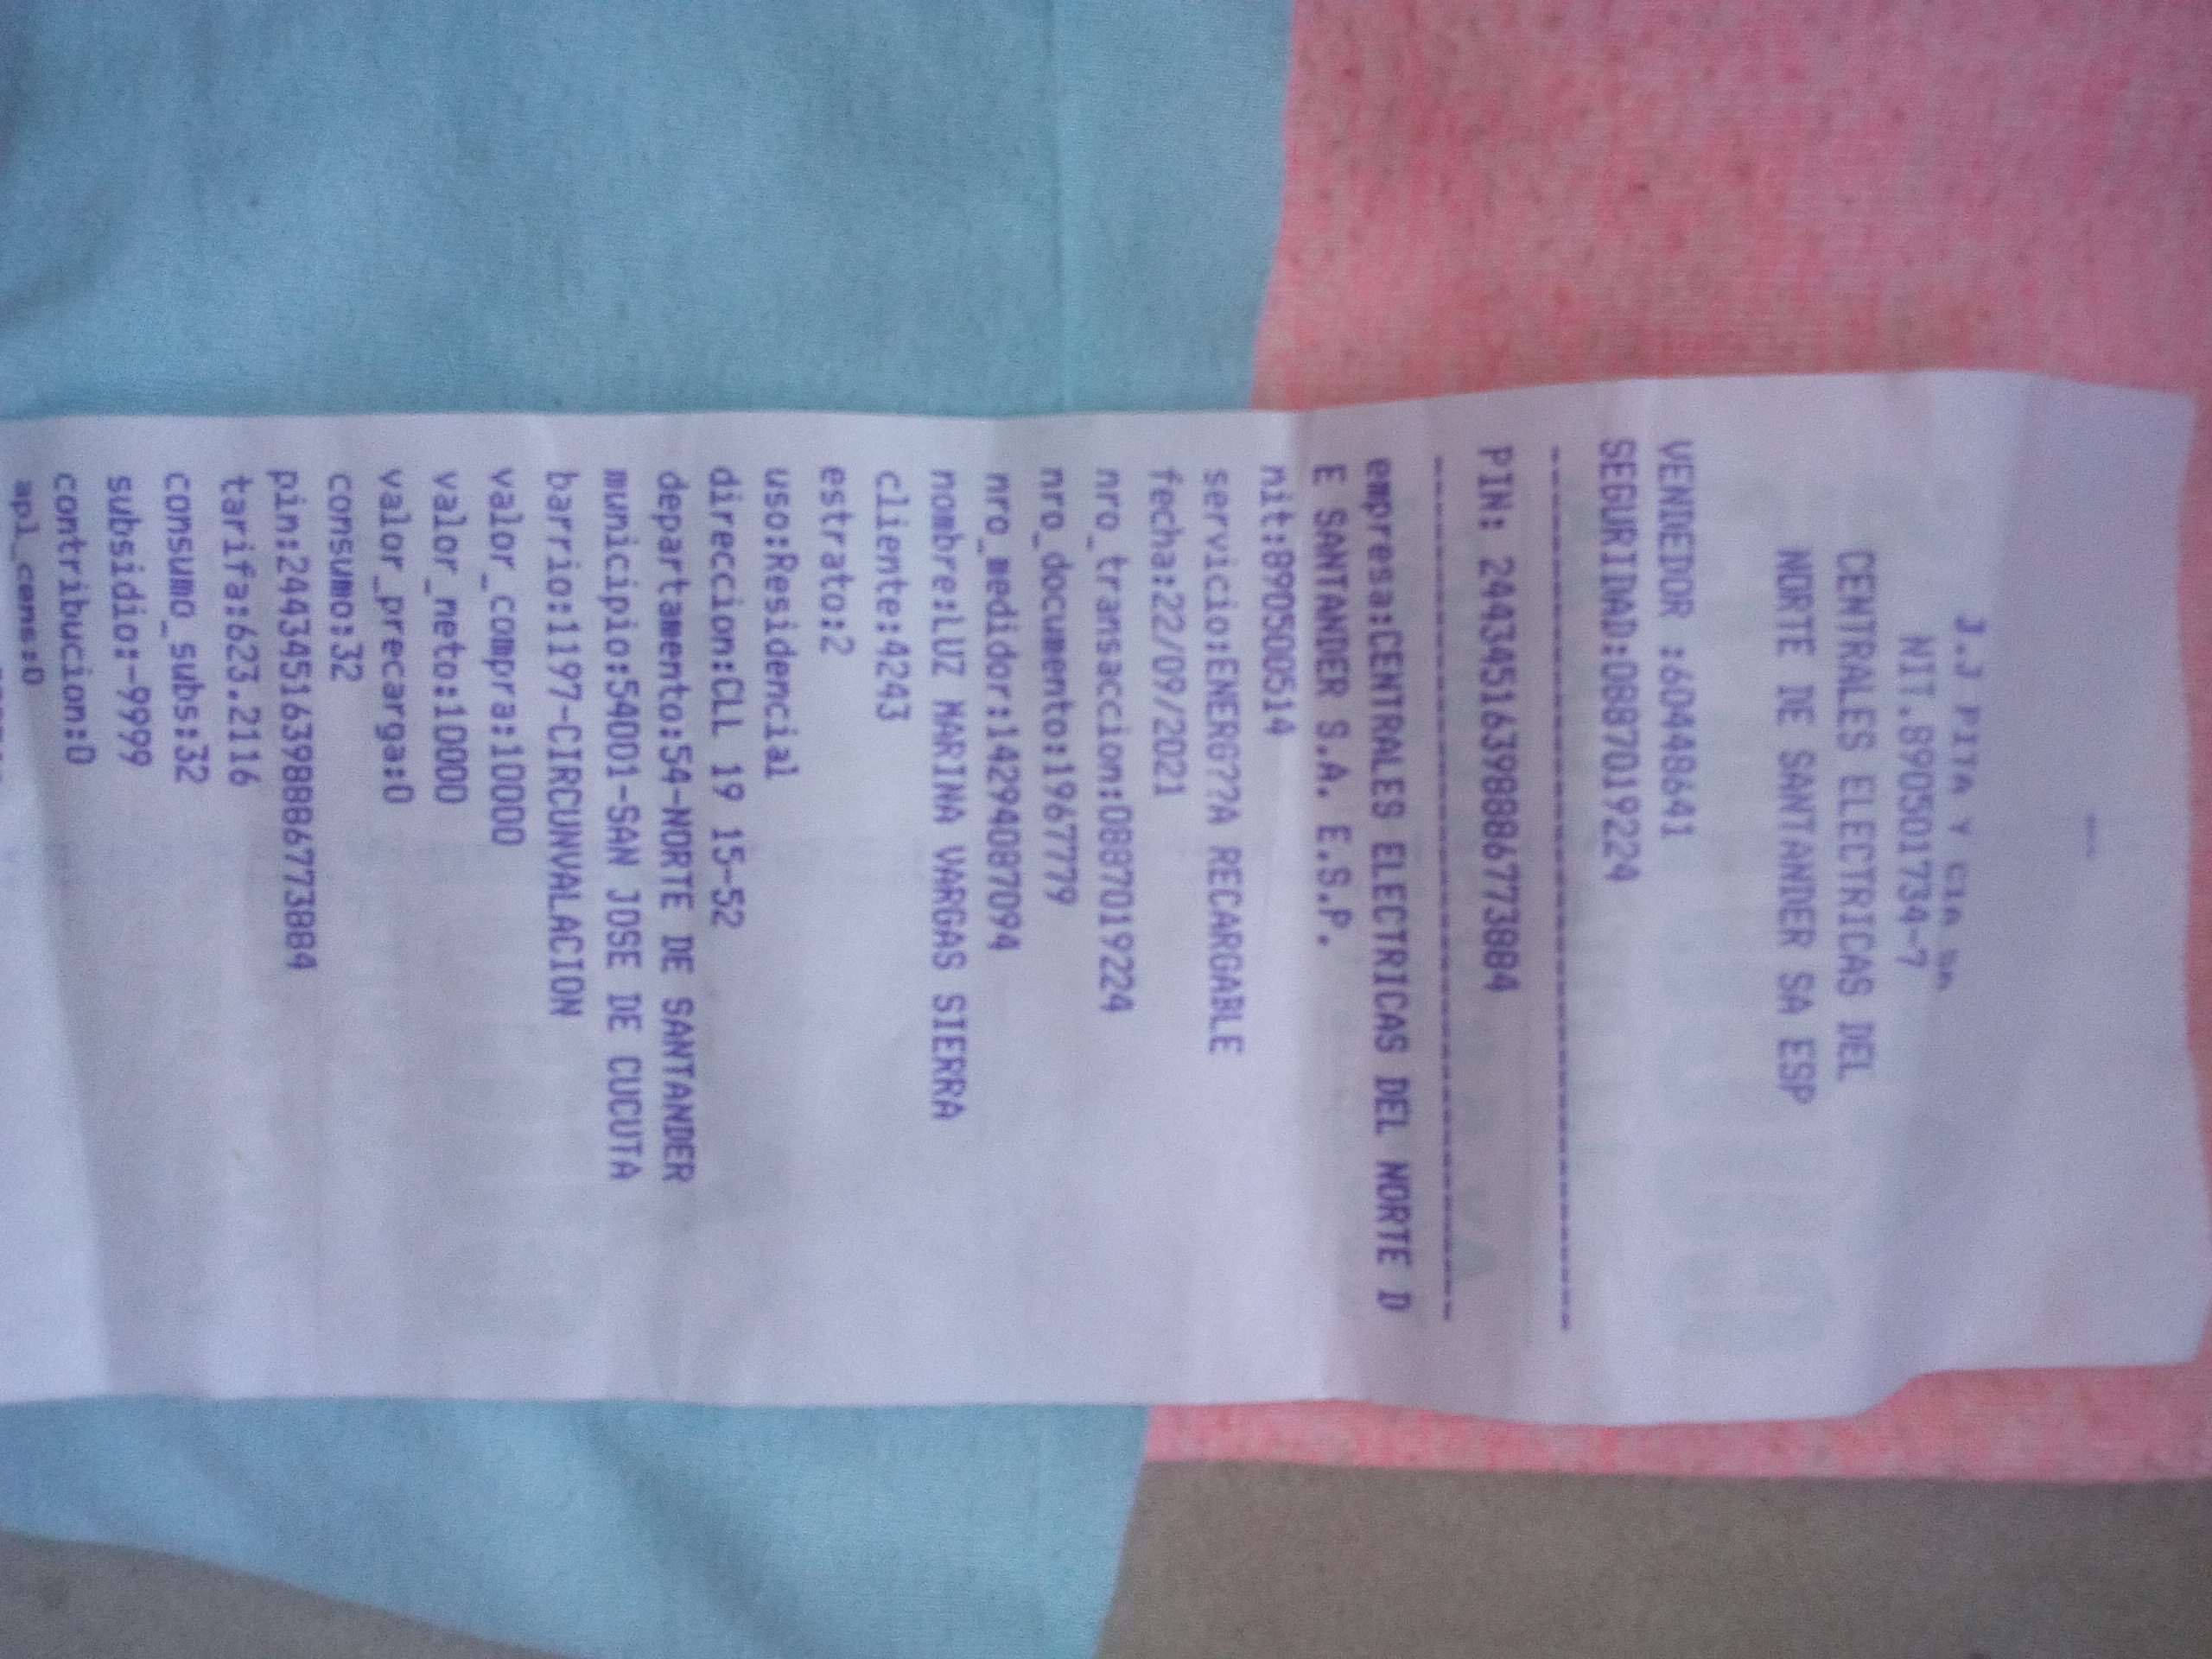 J.J PITA Y CIA
NIT.890501734-7
CENTRALES ELECTRICAS DEL
NORTE DE SANTANDER SA ESP
VENDEDOR :60448641
SEGURIDAD:0887019224
--------------------------------
PIN: 24434516398886773884
--------------------------------
empresa:CENTRALES ELECTRICAS DEL NORTE D
E SANTANDER S.A. E.S.P.
nit:890500514
servicio:ENERG??A RECARGABLE
fecha:22/09/2021
nro_transaccion:0887019224
nro_documento:1967779
nro_medidor:14294087094
nombre:LUZ MARINA VARGAS SIERRA
cliente:4243
estrato:2
uso:Residencial
direccion:CLL 19 15-52
departamento:54-NORTE DE SANTANDER
municipio:54001-SAN JOSE DE CUCUTA
barrio:1197-CIRCUNVALACION
valor_compra:10000
valor_neto:10000
valor_precarga:0
consumo:32
pin:24434516398886773884
tarifa:623.2116
consumo_subs:32
subsidio:-9999
contribucion:0
apl_cens:0